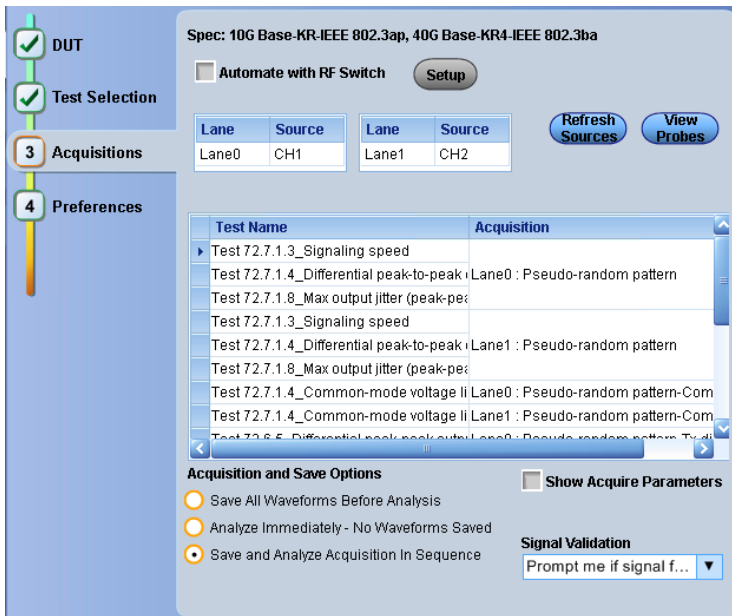 DUT
Test Selection
3 Acquisitions
4 Preferences
Spec: 10G Base-KR-IEEE 802.3ap, 40G Base-KR4-IEEE 802.3ba
Automate with RF Switch
Setup
Lane Source Lane Source
Lane0 CH1 Lane1 CH2
Refresh Sources
View Probes
Test Name Acquisition
Test 72.7.1.3_Signaling speed
Test 72.7.1.4_Differential peak-to-peak Lane0 : Pseudo-random pattern
Test 72.7.1.8_Max output jitter (peak-pea
Test 72.7.1.3_Signaling speed
Test 72.7.1.4_Differential peak-to-peak Lane1 : Pseudo-random pattern
Test 72.7.1.8_Max output jitter (peak-pea
Test 72.7.1.4_Common-mode voltage li Lane0 : Pseudo-random pattern-Com
Test 72.7.1.4_Common-mode voltage li Lane1 : Pseudo-random pattern-Com
Acquisition and Save Options
Save All Waveforms Before Analysis
Analyze Immediately - No Waveforms Saved
Save and Analyze Acquisition In Sequence
Show Acquire Parameters
Signal Validation
Prompt me if signal f...